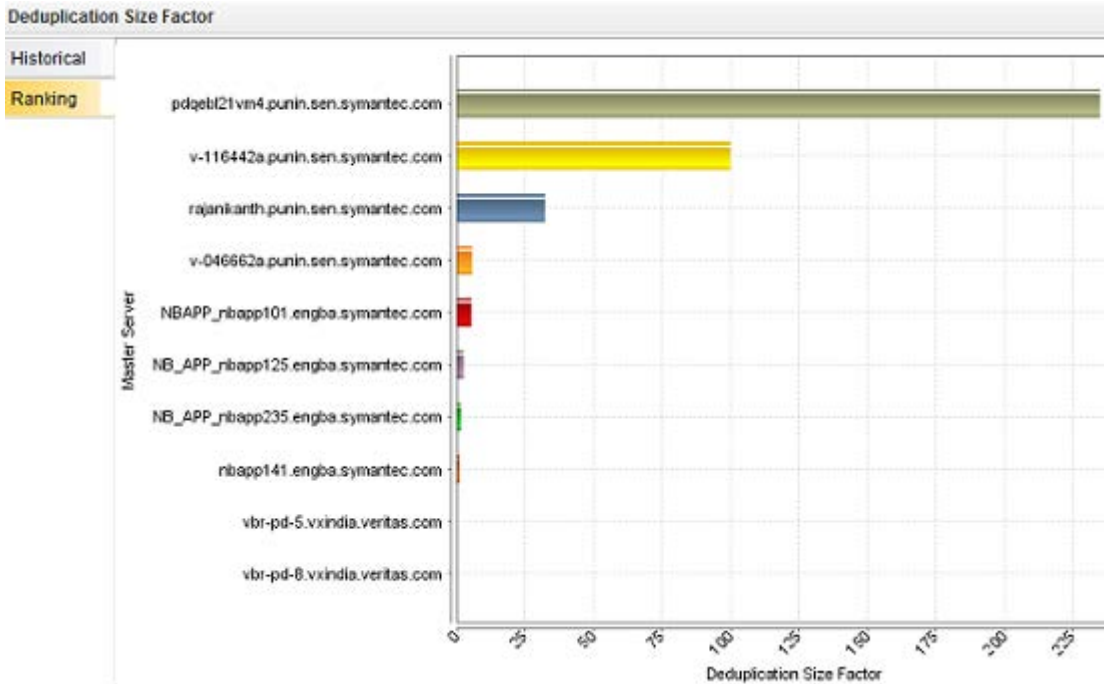 Deduplication Size Factor
Historical
Ranking
pdqebl21vm4.punin.sen.symantec.com
v-116442a.punin.sen.symantec.com
rajanikanth.punin.sen.symantec.com
v-046662a.punin.sen.symantec.com
NBAPP_nbapp101.engba.symantec.com
NB_APP_nbapp125.engba.symantec.com
NB_APP_nbapp235.engba.symantec.com
nbapp141.engba.symantec.com
vbr-pd-5.vxindia.veritas.com
vbr-pd-8.vxindia.veritas.com
Master Server
0 25 50 75 100 125 150 175 200 225
Deduplication Size Factor